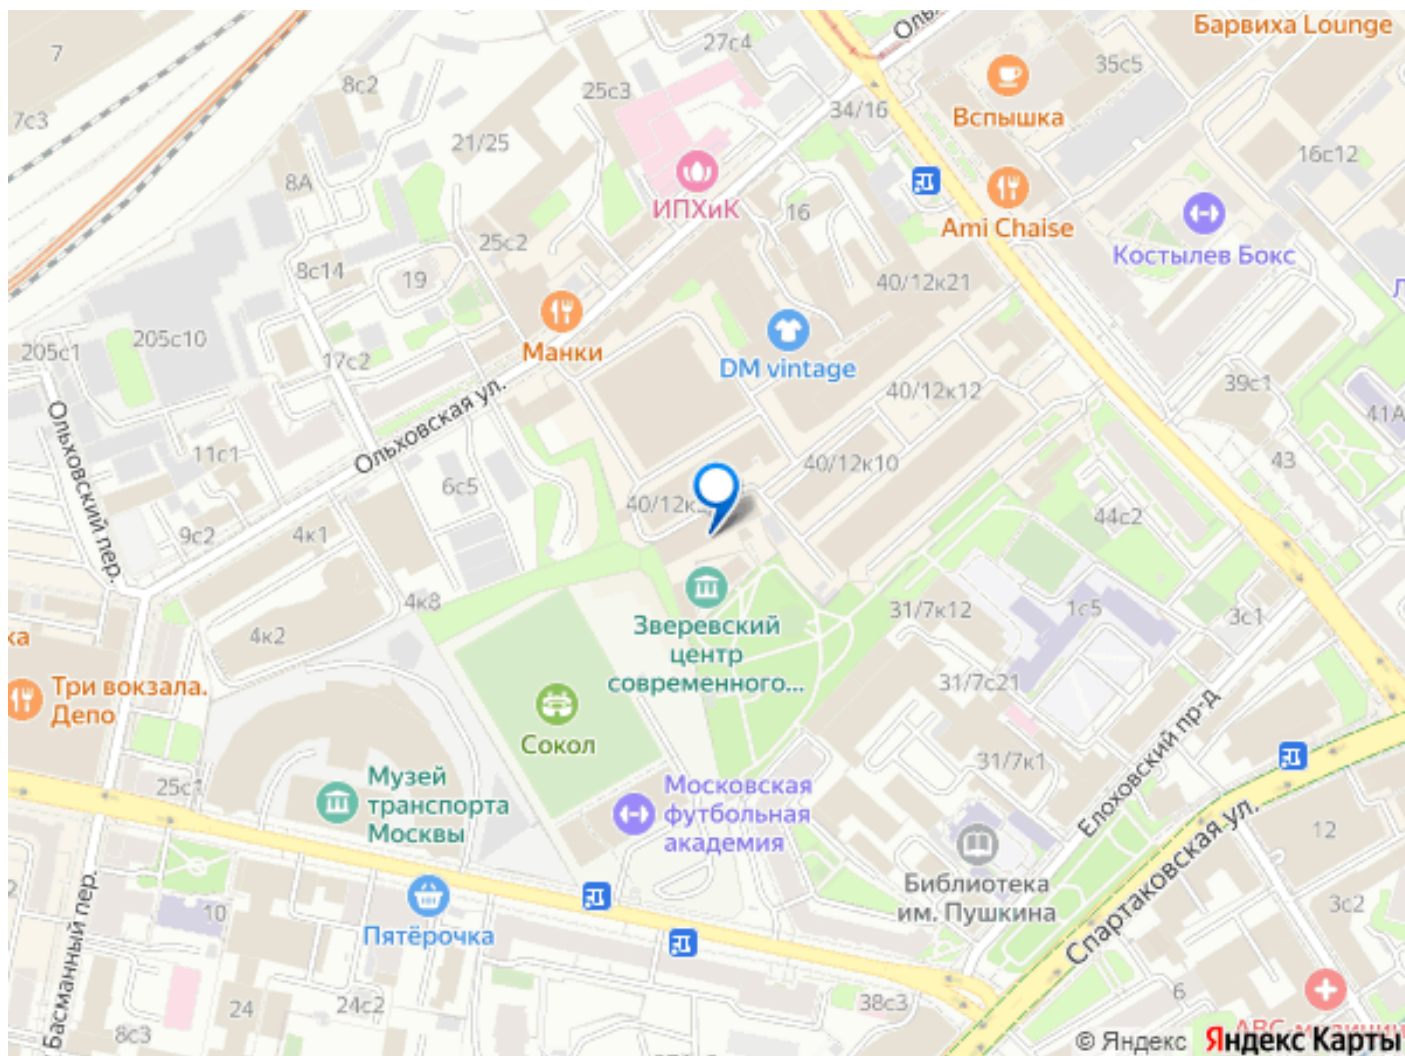 Барвиха Lounge
27с4
Оль
7
35с5
8с2
25с3
34/16
Вспышка
7с3
21/25
16с12
8А
ИПХиК
16
Ami Chaise
25с2
Костылев Бокс
8с14
19
40/12к21
205с1
205с10
17с2
Манки
DM vintage
39с1
40/12к12
41А
Ольховская ул.
Ольховский пер.
11с1
43
40/12к10
6с5
40/12к
44с2
9с2
4к1
4к8
31/7к12
1с5
3с1
4к2
ка
Зверевский
центр
современного...
Три вокзала.
Депо
31/7с21
Сокол
Елоховский пр-д
31/7к1
25с1
Музей
транспорта
Москвы
Московская
футбольная
академия
Спартаковская ул.
12
Библиотека
им. Пушкина
Басманный пер.
10
Пятёрочка
3с2
24
24с2
38с3
6
8с3
© Яндекс
Яндекс Карты